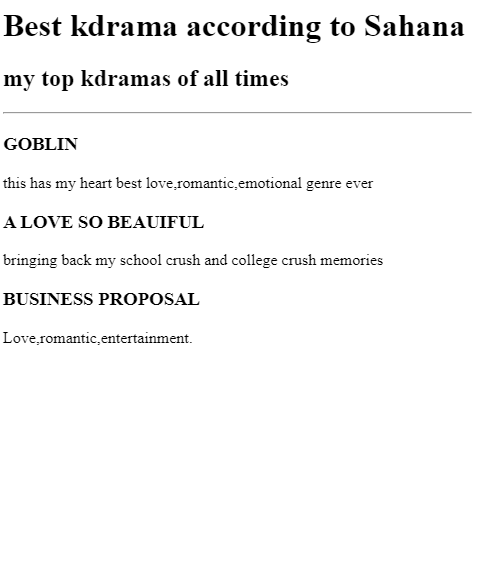 Best kdrama according to Sahana
my top kdramas of all times
GOBLIN
this has my heart best love,romantic,emotional genre ever
A LOVE SO BEAUIFUL
bringing back my school crush and college crush memories
BUSINESS PROPOSAL
Love,romantic,entertainment.